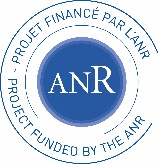 PROJET FINANCÉ PAR L'ANR
anR
- PROJECT FUNDED BY THE ANR -